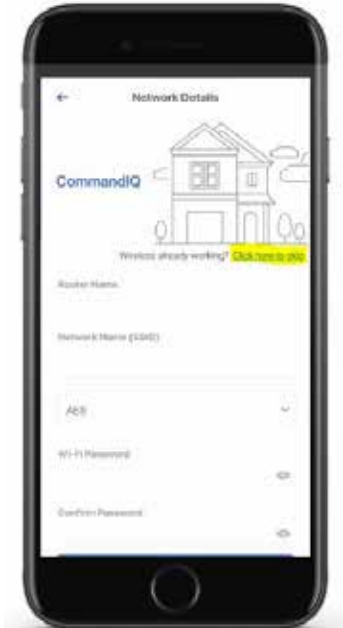 Network Details
CommandIQ
Wireless already working? Click here to skip
Router Name
Network Name (SSID)
AES
Wi-Fi Password
Confirm Password